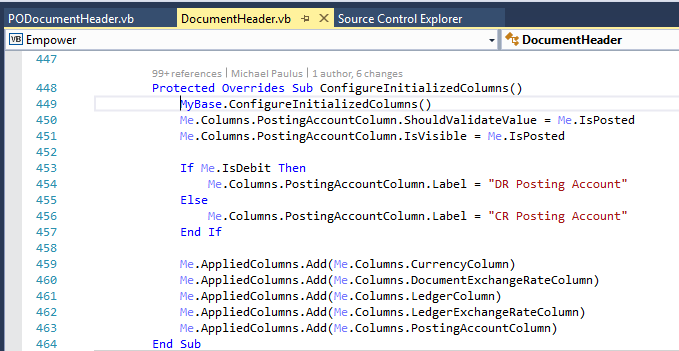 PODocumentHeader.vb DocumentHeader.vb Source Control Explorer
VB Empower DocumentHeader
447
99+ references | Michael Paulus | 1 author, 6 changes
448 Protected Overrides Sub ConfigureInitializedColumns()
449 MyBase.ConfigureInitializedColumns()
450 Me.Columns.PostingAccountColumn.ShouldValidateValue = Me.IsPosted
451 Me.Columns.PostingAccountColumn.IsVisible = Me.IsPosted
452
453 If Me.IsDebit Then
454 Me.Columns.PostingAccountColumn.Label = "DR Posting Account"
455 Else
456 Me.Columns.PostingAccountColumn.Label = "CR Posting Account"
457 End If
458
459 Me.AppliedColumns.Add(Me.Columns.CurrencyColumn)
460 Me.AppliedColumns.Add(Me.Columns.DocumentExchangeRateColumn)
461 Me.AppliedColumns.Add(Me.Columns.LedgerColumn)
462 Me.AppliedColumns.Add(Me.Columns.LedgerExchangeRateColumn)
463 Me.AppliedColumns.Add(Me.Columns.PostingAccountColumn)
464 End Sub